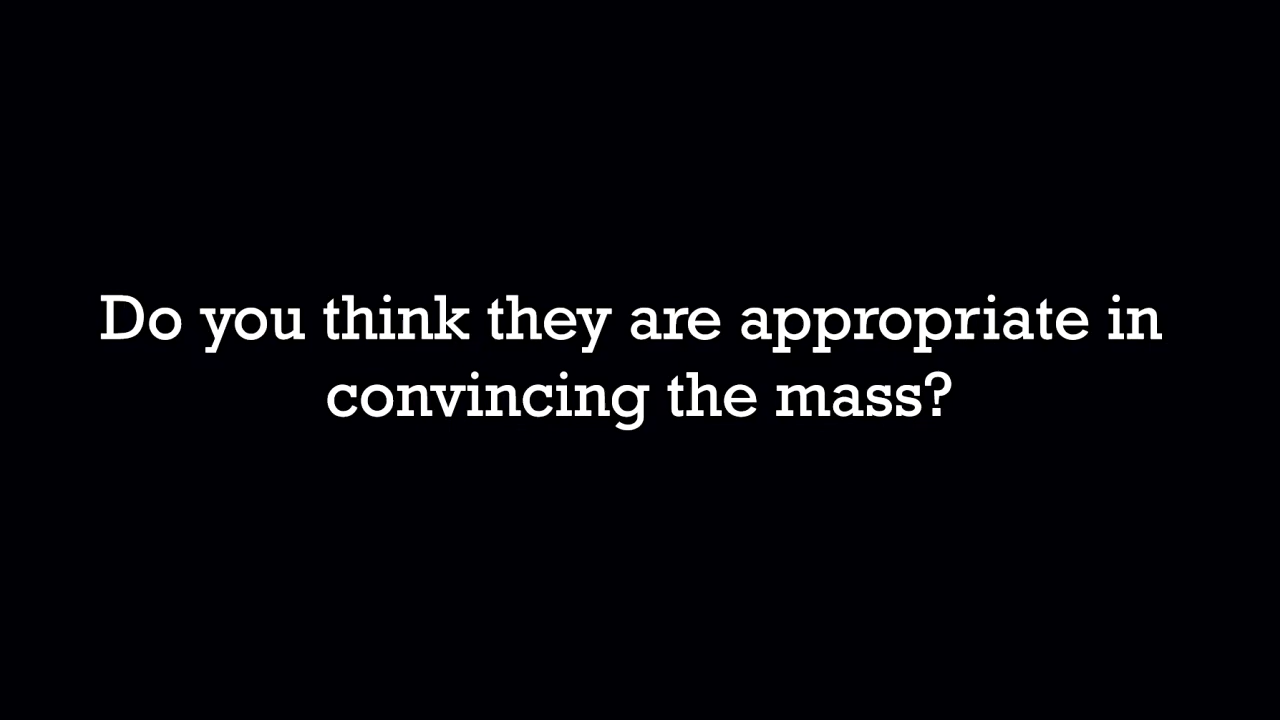 Do you think they are appropriate in
convincing the mass?